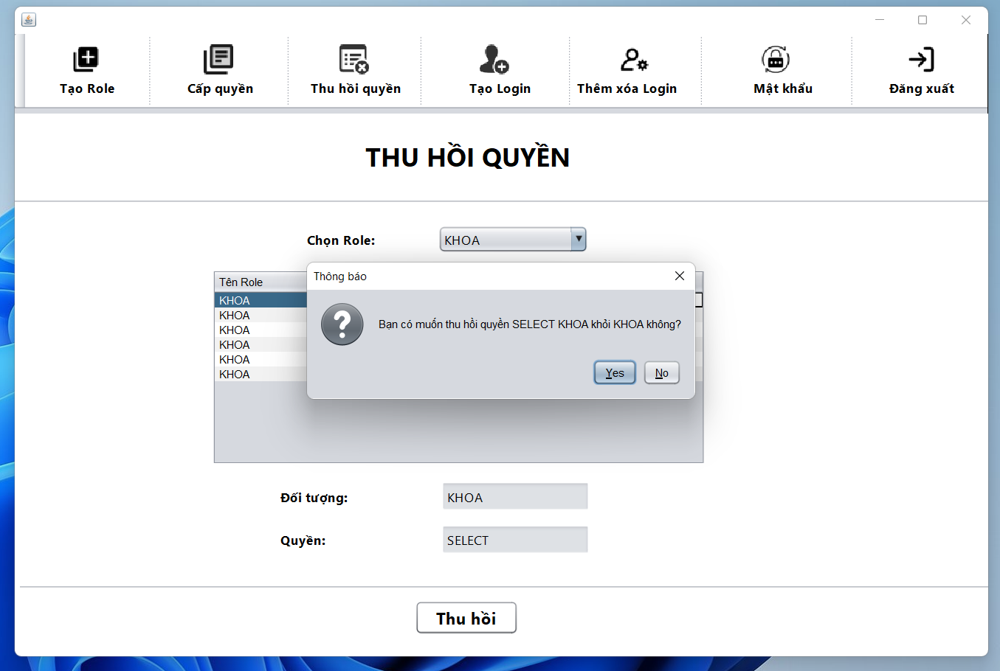 Tạo Role
Cấp quyền
Thu hồi quyền
Tạo Login
Thêm xóa Login
Mật khẩu
Đăng xuất
THU HỒI QUYỀN
Chọn Role:
KHOA
Tên Role
KHOA
KHOA
KHOA
KHOA
KHOA
KHOA
Thông báo
Bạn có muốn thu hồi quyền SELECT KHOA khỏi KHOA không?
Yes
No
Đối tượng:
KHOA
Quyền:
SELECT
Thu hồi